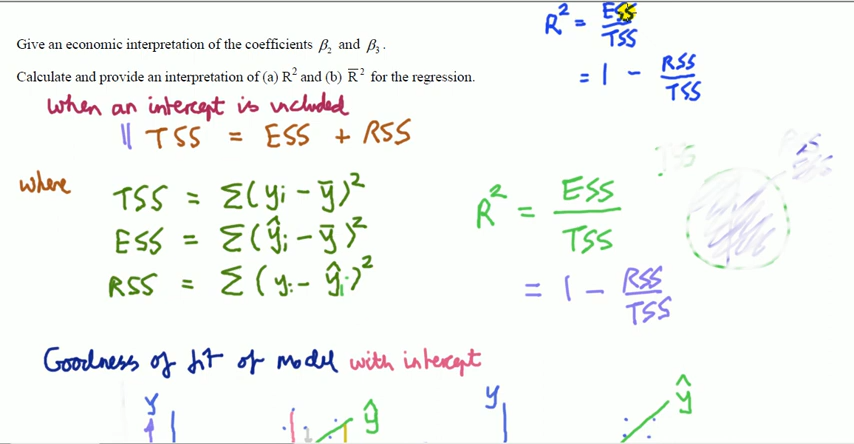 R² = ESS/TSS
= 1 - RSS/TSS
Give an economic interpretation of the coefficients β₂ and β₃.
Calculate and provide an interpretation of (a) R² and (b) R̅² for the regression.
When an intercept is included
|| TSS = ESS + RSS
where
TSS = Σ(yi - ȳ)²
ESS = Σ(ŷi - ȳ)²
RSS = Σ(yi - ŷi)²
R² = ESS/TSS
= 1 - RSS/TSS
Goodness of fit of model with intercept
y
ŷ
y
ŷ